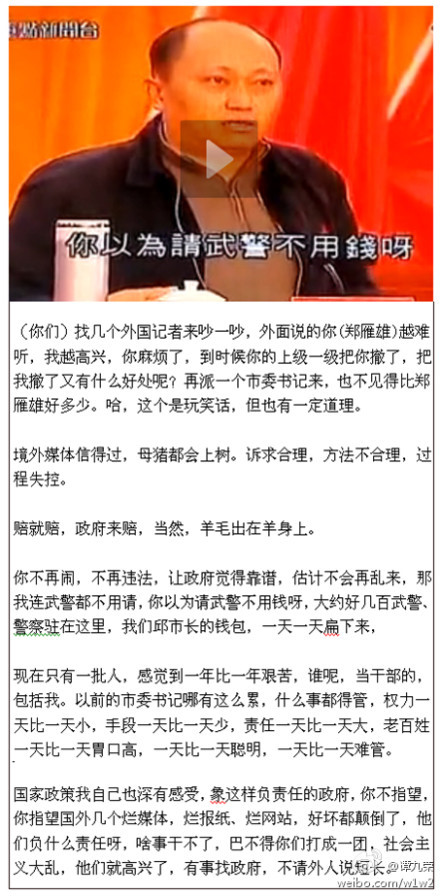 點新聞台
你以為請武警不用錢呀
（你们）找几个外国记者来吵一吵，外面说的你(郑雁雄)越难
听，我越高兴，你麻烦了，到时候你的上级一级把你撤了，把
我撤了又有什么好处呢？再派一个市委书记来，也不见得比郑
雁雄好多少。哈，这个是玩笑话，但也有一定道理。
境外媒体信得过，母猪都会上树。诉求合理，方法不合理，过
程失控。
赔就赔，政府来赔，当然，羊毛出在羊身上。
你不再闹，不再违法，让政府觉得靠谱，估计不会再乱来，那
我连武警都不用请，你以为请武警不用钱呀，大约好几百武警、
警察驻在这里，我们邱市长的钱包，一天一天扁下来，
现在只有一批人，感觉到一年比一年艰苦，谁呢，当干部的，
包括我。以前的市委书记哪有这么累，什么事都得管，权力一
天比一天小，手段一天比一天少，责任一天比一天大，老百姓
一天比一天胃口高，一天比一天聪明，一天比一天难管。
国家政策我自己也深有感受，象这样负责任的政府，你不指望，
你指望国外几个烂媒体，烂报纸、烂网站，好坏都颠倒了，他
们负什么责任呀，啥事干不了，巴不得你们打成一团，社会主
义大乱，他们就高兴了，有事找政府，不请外人说短长。
@谭九荣
weibo.com/w1w2